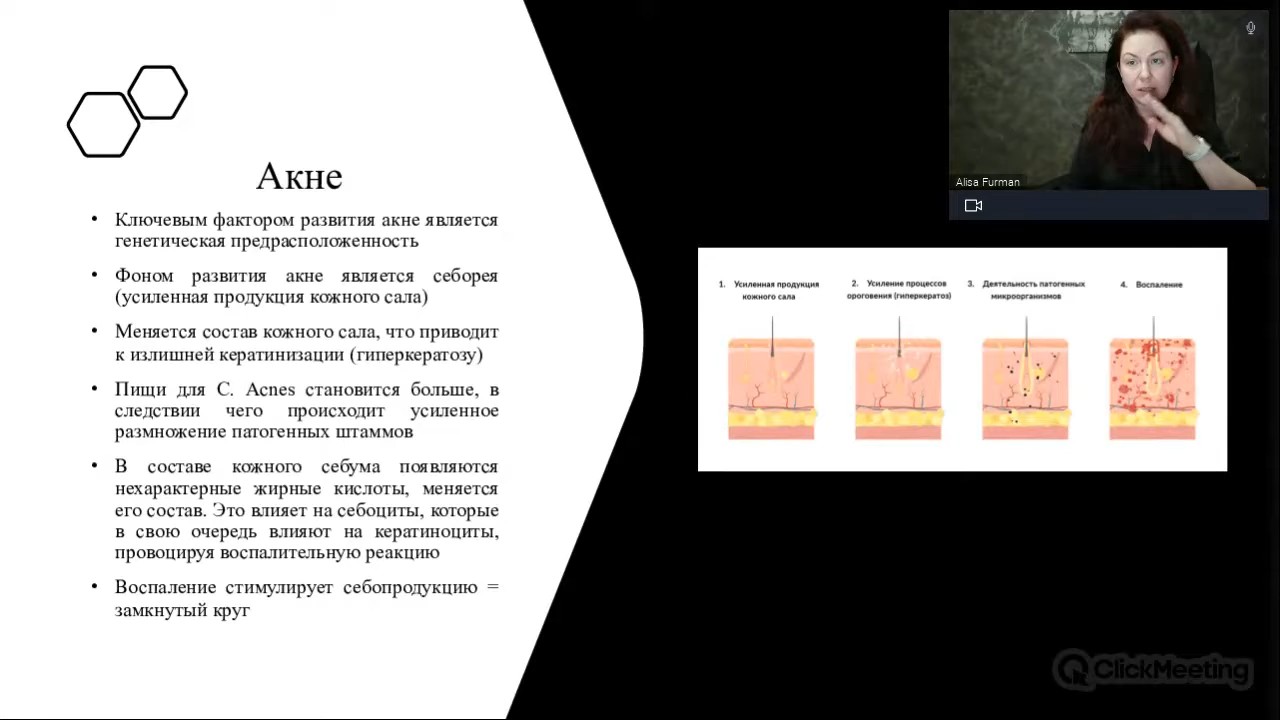 Акне
• Ключевым фактором развития акне является
генетическая предрасположенность
• Фоном развития акне является себорея
(усиленная продукция кожного сала)
• Меняется состав кожного сала, что приводит
к излишней кератинизации (гиперкератозу)
• Пищи для C. Acnes становится больше, в
следствии чего происходит усиленное
размножение патогенных штаммов
• В составе кожного себума появляются
нехарактерные жирные кислоты, меняется
его состав. Это влияет на себоциты, которые
в свою очередь влияют на кератиноциты,
провоцируя воспалительную реакцию
• Воспаление стимулирует себопродукцию =
замкнутый круг
Alisa Furman
1. Усиленная продукция
кожного сала
2. Усиление процессов
ороговения (гиперкератоз)
3. Деятельность патогенных
микроорганизмов
4. Воспаление
ClickMeeting